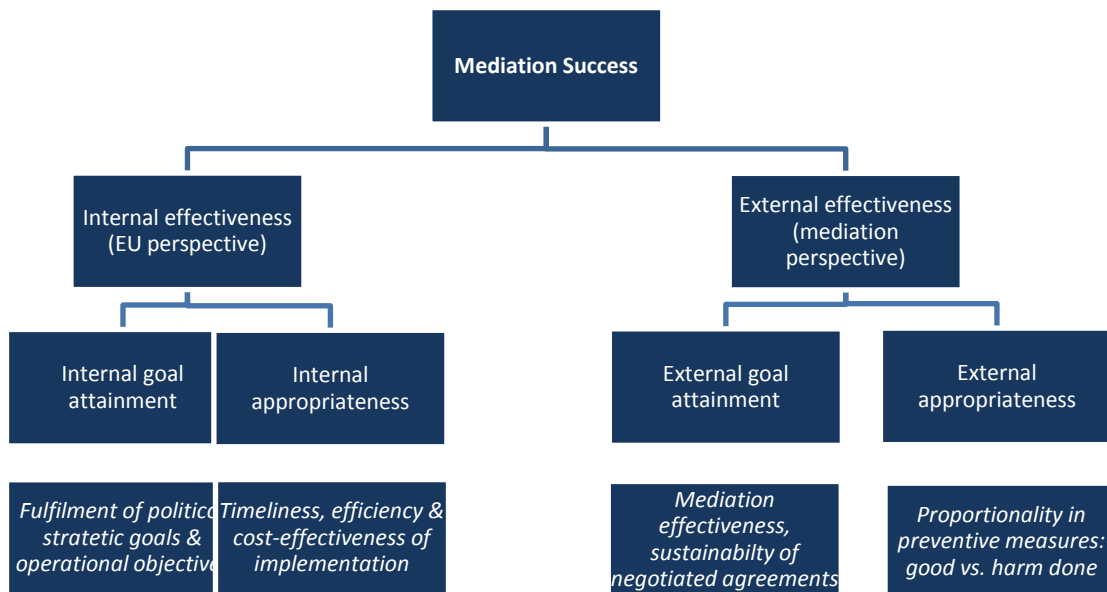 Mediation Success
Internal effectiveness
(EU perspective)
External effectiveness
(mediation
perspective)
Internal goal
attainment
Internal
appropriateness
External goal
attainment
External
appropriateness
Fulfilment of politica
stratetic goals &
operational objective
Timeliness, efficiency &
cost-effectiveness of
implementation
Mediation
effectiveness,
sustainabilty of
negotiated agreements
Proportionality in
preventive measures:
good vs. harm done